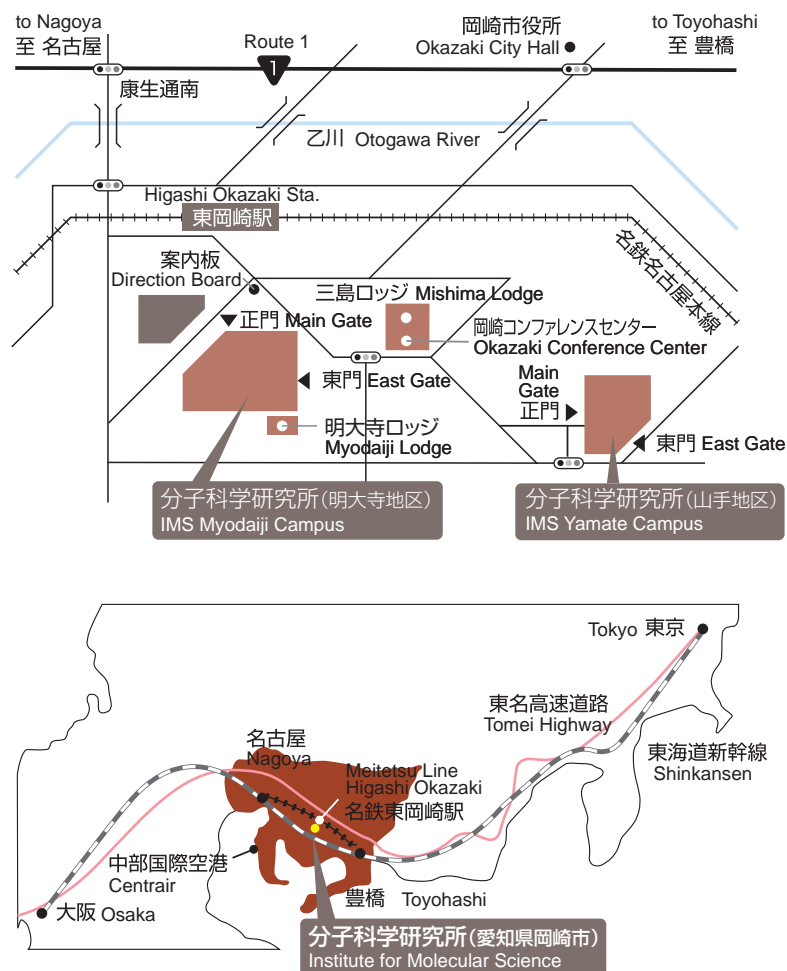 to Nagoya
至 名古屋
Route 1
1
岡崎市役所
Okazaki City Hall
to Toyohashi
至 豊橋
康生通南
乙川 Otogawa River
Higashi Okazaki Sta.
東岡崎駅
名鉄名古屋本線
案内板
Direction Board
三島ロッジ Mishima Lodge
正門 Main Gate
岡崎コンファレンスセンター
Okazaki Conference Center
東門 East Gate
Main
Gate
正門
明大寺ロッジ
Myodaiji Lodge
東門 East Gate
分子科学研究所(明大寺地区)
IMS Myodaiji Campus
分子科学研究所(山手地区)
IMS Yamate Campus
Tokyo 東京
東名高速道路
Tomei Highway
名古屋
Nagoya
東海道新幹線
Shinkansen
Meitetsu Line
Higashi Okazaki
名鉄東岡崎駅
中部国際空港
Centrair
豊橋 Toyohashi
大阪 Osaka
分子科学研究所(愛知県岡崎市)
Institute for Molecular Science